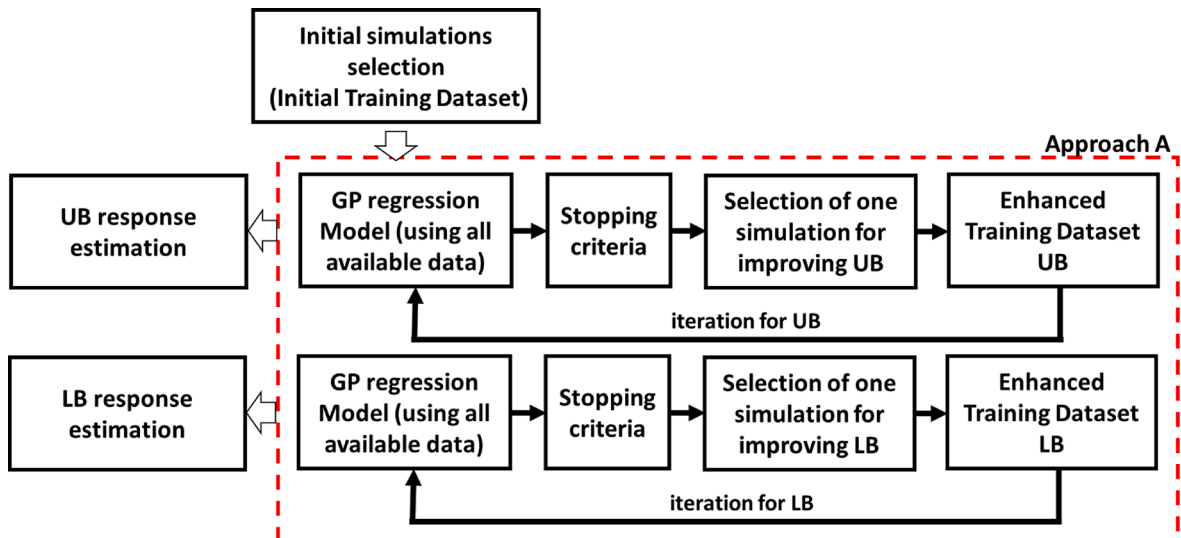 Initial simulations
selection
(Initial Training Dataset)
Approach A
UB response
estimation
GP regression
Model (using all
available data)
Stopping
criteria
Selection of one
simulation for
improving UB
Enhanced
Training Dataset
UB
iteration for UB
LB response
estimation
GP regression
Model (using all
available data)
Stopping
criteria
Selection of one
simulation for
improving LB
Enhanced
Training Dataset
LB
iteration for LB